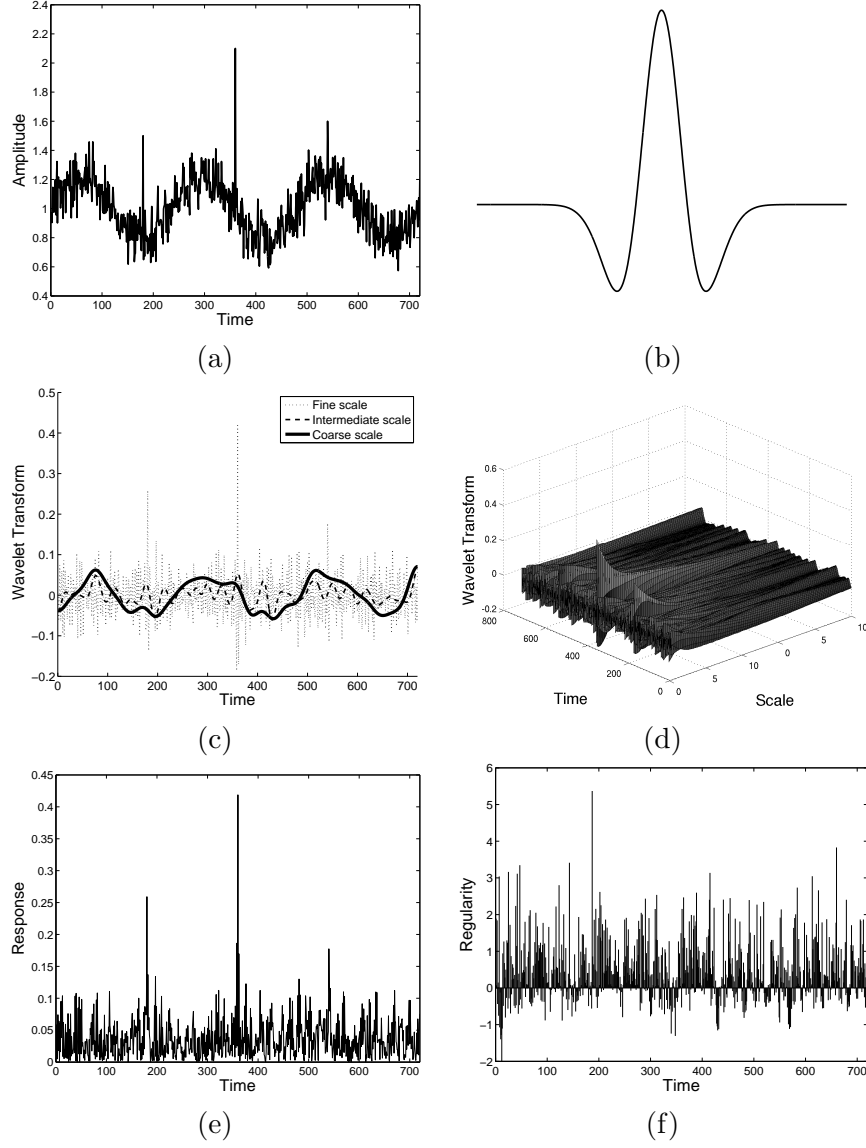 2.4
2.2
2
1.8
1.6
1.4
1.2
1
0.8
0.6
0.4
Amplitude
0 100 200 300 400 500 600 700
Time
(a)
(b)
0.5
0.4
0.3
0.2
0.1
0
−0.1
−0.2
Wavelet Transform
Fine scale
Intermediate scale
Coarse scale
0 100 200 300 400 500 600 700
Time
(c)
0.6
0.4
0.2
0
-0.2
Wavelet Transform
800
600
400
200
0
Time
0
5
10
0
5
10
Scale
(d)
0.45
0.4
0.35
0.3
0.25
0.2
0.15
0.1
0.05
0
Response
0 100 200 300 400 500 600 700
Time
(e)
6
5
4
3
2
1
0
−1
−2
Regularity
0 100 200 300 400 500 600 700
Time
(f)